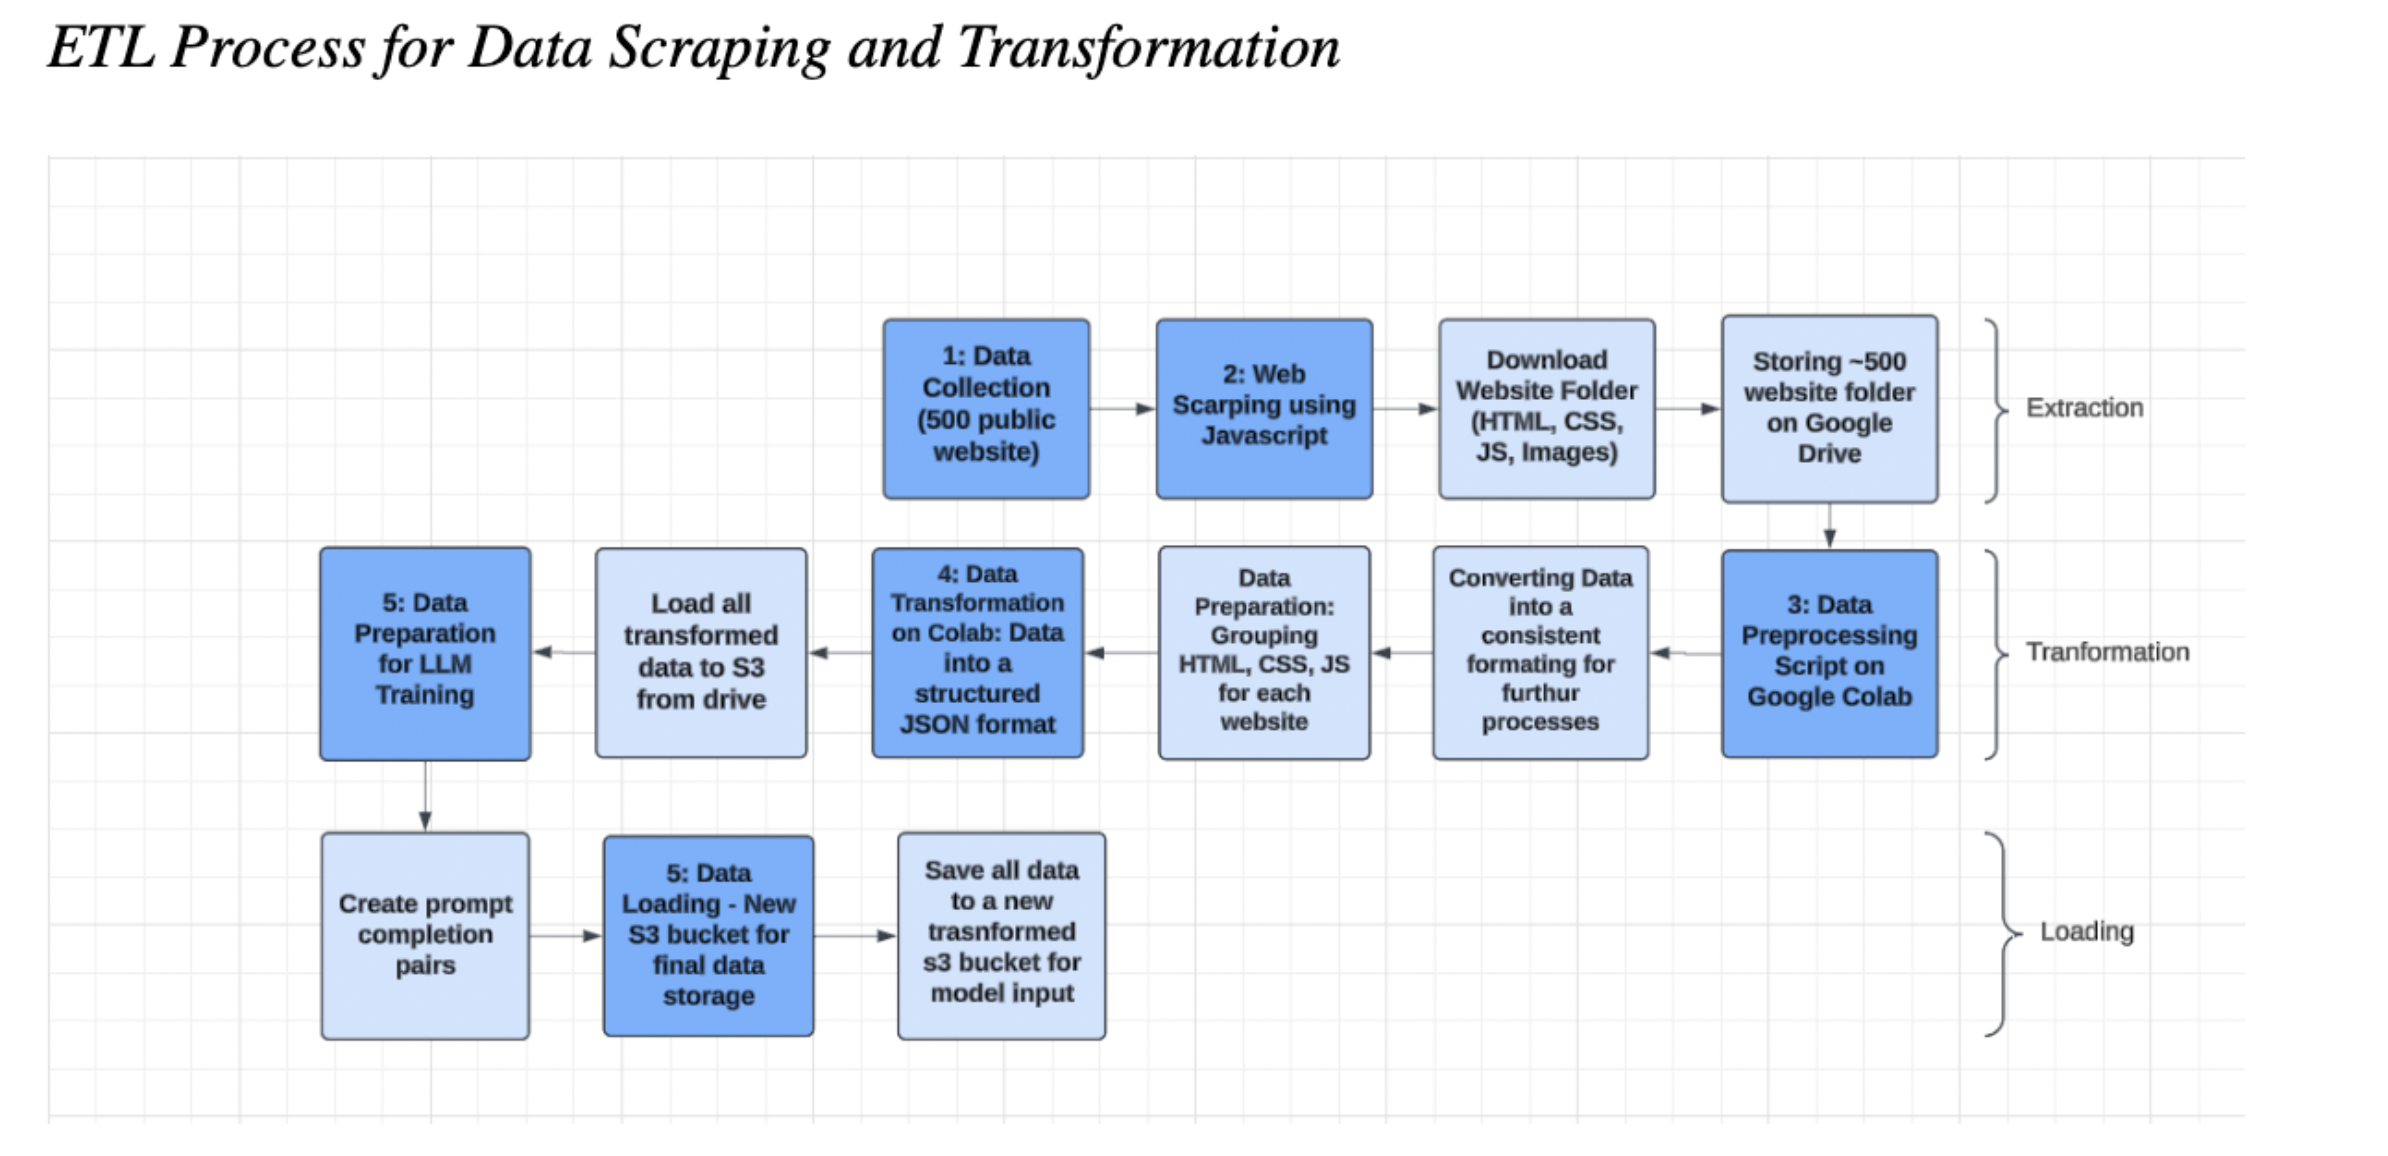 ETL Process for Data Scraping and Transformation
1: Data
Collection
(500 public
website)
2: Web
Scarping using
Javascript
Download
Website Folder
(HTML, CSS,
JS, Images)
Storing ~500
website folder
on Google
Drive
Extraction
3: Data
Preprocessing
Script on
Google Colab
Converting Data
into a
consistent
formating for
furthur
processes
Data
Preparation:
Grouping
HTML, CSS, JS
for each
website
4: Data
Transformation
on Colab: Data
into a
structured
JSON format
Load all
transformed
data to S3
from drive
5: Data
Preparation
for LLM
Training
Tranformation
Create prompt
completion
pairs
5: Data
Loading - New
S3 bucket for
final data
storage
Save all data
to a new
trasnformed
s3 bucket for
model input
Loading